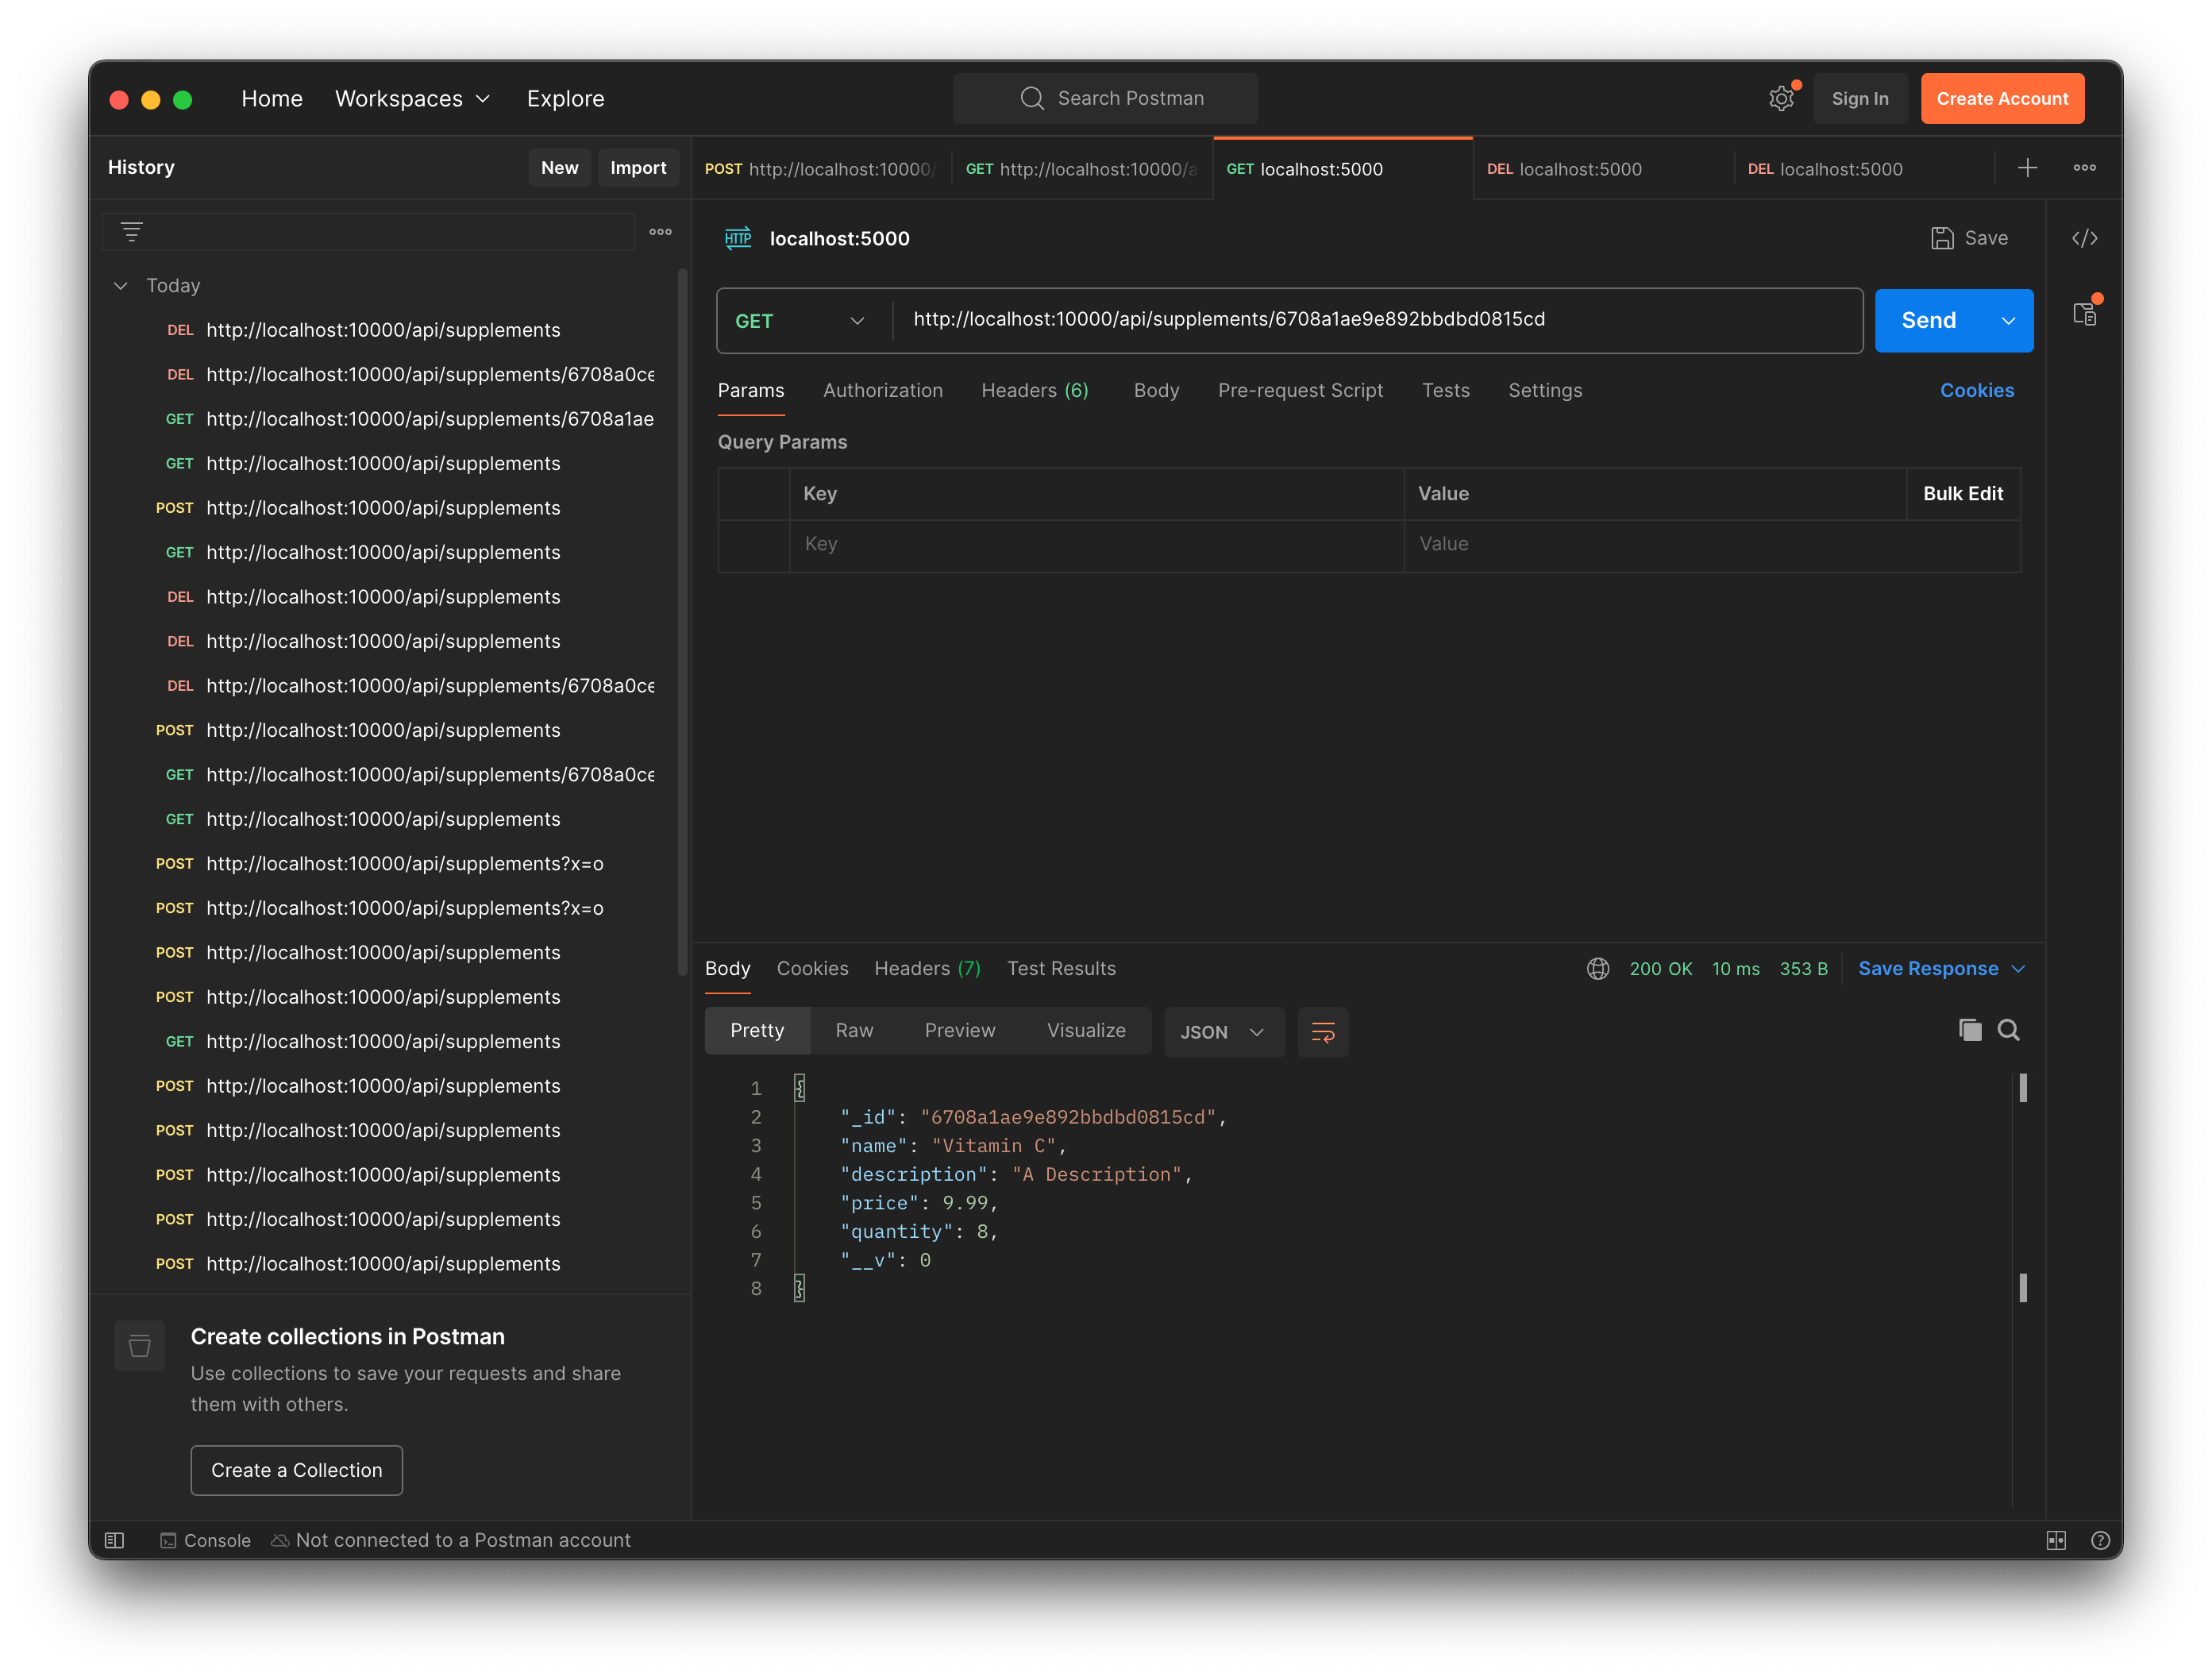 Home Workspaces Explore Search Postman Sign In Create Account
History New Import
POST http://localhost:10000/ GET http://localhost:10000/a GET localhost:5000 DEL localhost:5000 DEL localhost:5000
HTTP localhost:5000 Save
Today
DEL http://localhost:10000/api/supplements
DEL http://localhost:10000/api/supplements/6708a0ce
GET http://localhost:10000/api/supplements/6708a1ae
GET http://localhost:10000/api/supplements
POST http://localhost:10000/api/supplements
GET http://localhost:10000/api/supplements
DEL http://localhost:10000/api/supplements
DEL http://localhost:10000/api/supplements
DEL http://localhost:10000/api/supplements/6708a0ce
POST http://localhost:10000/api/supplements
GET http://localhost:10000/api/supplements/6708a0ce
GET http://localhost:10000/api/supplements
POST http://localhost:10000/api/supplements?x=o
POST http://localhost:10000/api/supplements?x=o
POST http://localhost:10000/api/supplements
POST http://localhost:10000/api/supplements
GET http://localhost:10000/api/supplements
POST http://localhost:10000/api/supplements
POST http://localhost:10000/api/supplements
POST http://localhost:10000/api/supplements
POST http://localhost:10000/api/supplements
POST http://localhost:10000/api/supplements
Create collections in Postman
Use collections to save your requests and share
them with others.
Create a Collection
GET http://localhost:10000/api/supplements/6708a1ae9e892bbdbd0815cd Send
Params Authorization Headers (6) Body Pre-request Script Tests Settings Cookies
Query Params
Key Value Bulk Edit
Key Value
Body Cookies Headers (7) Test Results 200 OK 10 ms 353 B Save Response
Pretty Raw Preview Visualize JSON
1 {
2 "_id": "6708a1ae9e892bbdbd0815cd",
3 "name": "Vitamin C",
4 "description": "A Description",
5 "price": 9.99,
6 "quantity": 8,
7 "__v": 0
8 }
Console Not connected to a Postman account